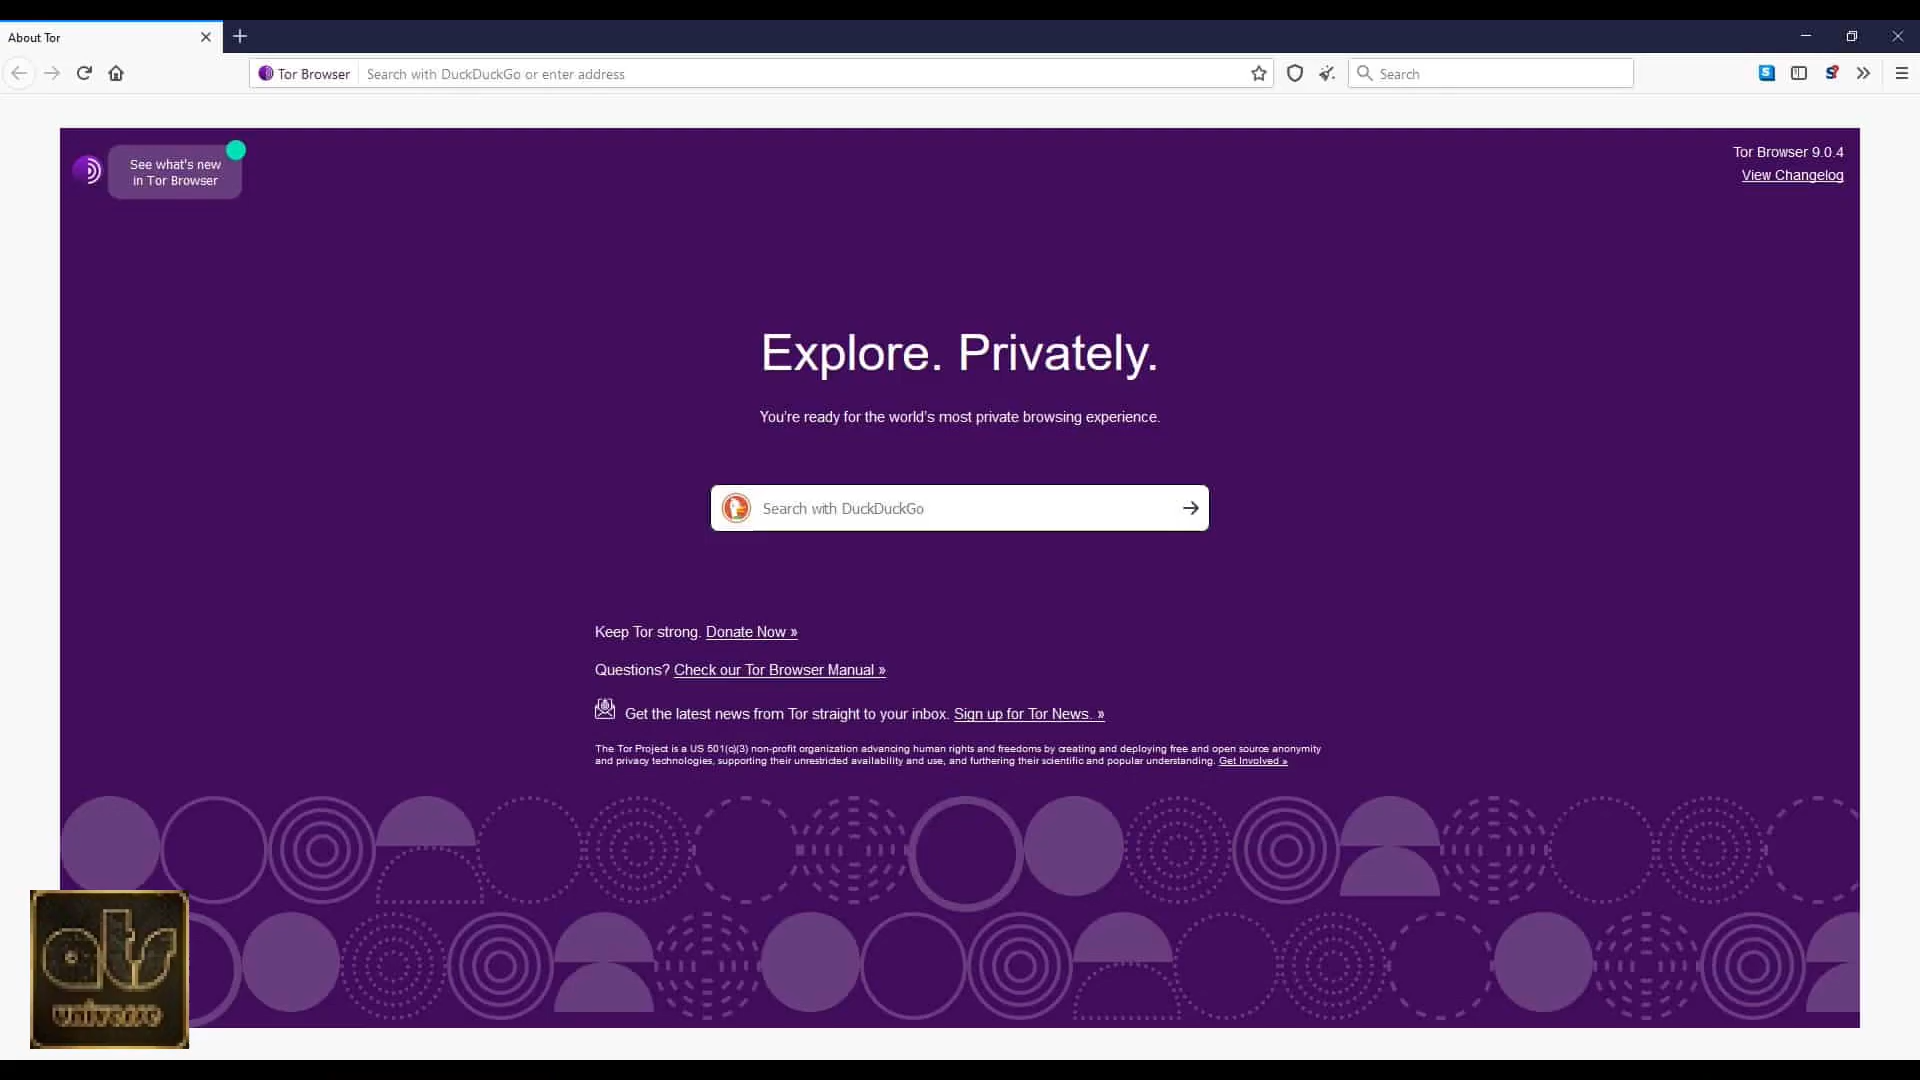 About Tor
Tor Browser
Search with DuckDuckGo or enter address
Search
See what's new
in Tor Browser
Tor Browser 9.0.4
View Changelog
Explore. Privately.
You're ready for the world's most private browsing experience.
Search with DuckDuckGo
Keep Tor strong. Donate Now »
Questions? Check our Tor Browser Manual »
Get the latest news from Tor straight to your inbox. Sign up for Tor News. »
The Tor Project is a US 501(c)(3) non-profit organization advancing human rights and freedoms by creating and deploying free and open source anonymity
and privacy technologies, supporting their unrestricted availability and use, and furthering their scientific and popular understanding. Get Involved »
ats
universe